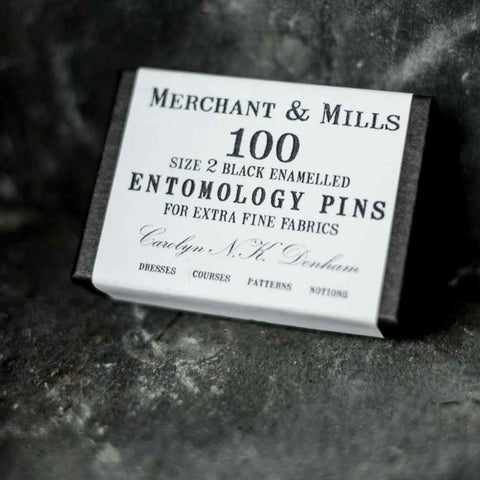 MERCHANT & MILLS
100
SIZE 2 BLACK ENAMELLED
ENTOMOLOGY PINS
FOR EXTRA FINE FABRICS
Carolyn N.K. Denham
DRESSES COURSES PATTERNS NOTIONS